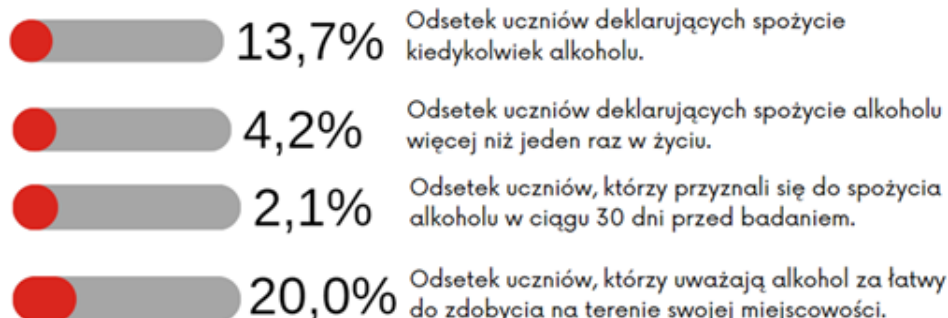 13,7%
Odsetek uczniów deklarujących spożycie
kiedykolwiek alkoholu.
4,2%
Odsetek uczniów deklarujących spożycie alkoholu
więcej niż jeden raz w życiu.
2,1%
Odsetek uczniów, którzy przyznali się do spożycia
alkoholu w ciągu 30 dni przed badaniem.
20,0%
Odsetek uczniów, którzy uważają alkohol za łatwy
do zdobycia na terenie swojej miejscowości.